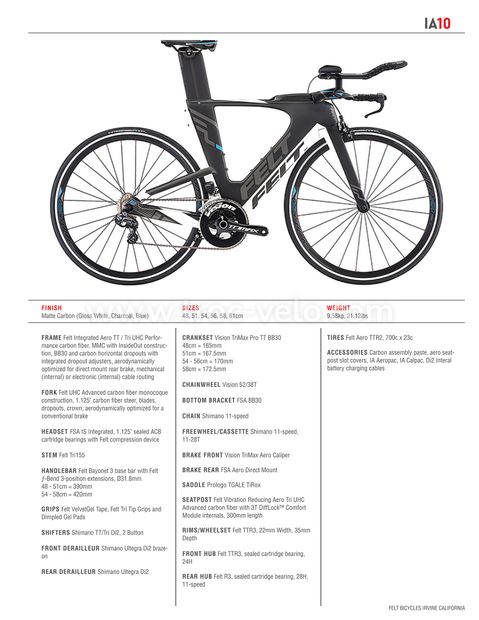 IA10
FELT
FELT
VISION
TRIMAX
FINISH
Matte Carbon (Gloss White, Charcoal, Blue)
SIZES
48, 51, 54, 56, 58, 61cm
WEIGHT
9.58kg, 21.12lbs
FRAME Felt Integrated Aero TT / Tri UHC Perfor-
mance carbon fiber, MMC with InsideOut construc-
tion, BB30 and carbon horizontal dropouts with
integrated dropout adjusters, aerodynamically
optimized for direct mount rear brake, mechanical
(internal) or electronic (internal) cable routing
FORK Felt UHC Advanced carbon fiber monocoque
construction, 1.125" carbon fiber steer, blades,
dropouts, crown; aerodynamically optimized for a
conventional brake
HEADSET FSA IS Integrated, 1.125" sealed ACB
cartridge bearings with Felt compression device
STEM Felt Tri155
HANDLEBAR Felt Bayonet 3 base bar with Felt
ƒ-Bend 3-position extensions, Ø31.8mm
48 - 51cm = 390mm
54 - 58cm = 420mm
GRIPS Felt VelvetGel Tape, Felt Tri Tip Grips and
Dimpled Gel Pads
SHIFTERS Shimano TT/Tri Di2, 2 Button
FRONT DERAILLEUR Shimano Ultegra Di2 braze-
on
REAR DERAILLEUR Shimano Ultegra Di2
CRANKSET Vision TriMax Pro TT BB30
48cm = 165mm
51cm = 167.5mm
54 - 56cm = 170mm
58cm = 172.5mm
CHAINWHEEL Vision 52/38T
BOTTOM BRACKET FSA BB30
CHAIN Shimano 11-speed
FREEWHEEL/CASSETTE Shimano 11-speed,
11-28T
BRAKE FRONT Vision TriMax Aero Caliper
BRAKE REAR FSA Aero Direct Mount
SADDLE Prologo TGALE TiRox
SEATPOST Felt Vibration Reducing Aero Tri UHC
Advanced carbon fiber with 3T DiffLock™ Comfort
Module internals, 300mm length
RIMS/WHEELSET Felt TTR3, 22mm Width, 35mm
Depth
FRONT HUB Felt TTR3, sealed cartridge bearing,
24H
REAR HUB Felt R3, sealed cartridge bearing, 28H,
11-speed
TIRES Felt Aero TTR2, 700c x 23c
ACCESSORIES Carbon assembly paste, aero seat-
post slot covers, IA Aeropac, IA Calpac, Di2 Interal
battery charging cables
FELT BICYCLES IRVINE CALIFORNIA